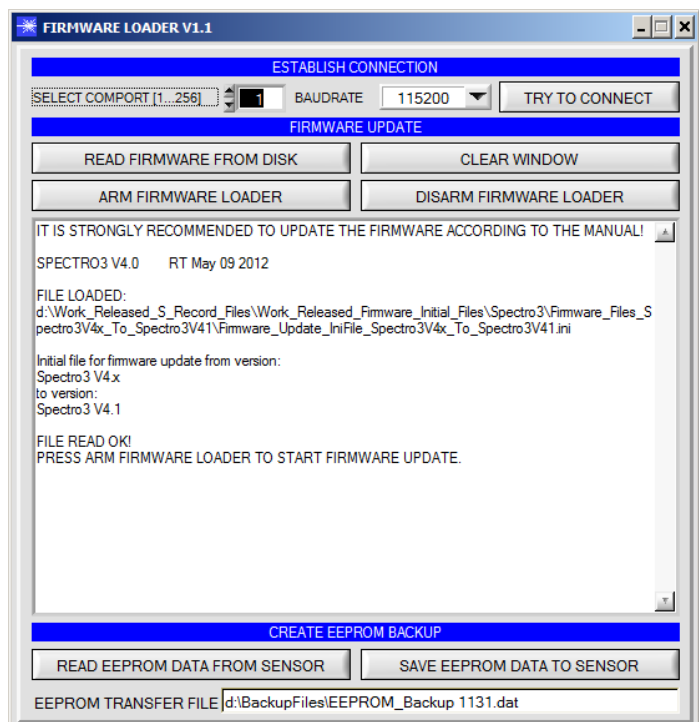 FIRMWARE LOADER V1.1
ESTABLISH CONNECTION
SELECT COMPORT [1...256] 1 BAUDRATE 115200 TRY TO CONNECT
FIRMWARE UPDATE
READ FIRMWARE FROM DISK CLEAR WINDOW
ARM FIRMWARE LOADER DISARM FIRMWARE LOADER
IT IS STRONGLY RECOMMENDED TO UPDATE THE FIRMWARE ACCORDING TO THE MANUAL!
SPECTRO3 V4.0 RT May 09 2012
FILE LOADED:
d:\Work_Released_S_Record_Files\Work_Released_Firmware_Initial_Files\Spectro3\Firmware_Files_S
pectro3V4x_To_Spectro3V41\Firmware_Update_IniFile_Spectro3V4x_To_Spectro3V41.ini
Initial file for firmware update from version:
Spectro3 V4.x
to version:
Spectro3 V4.1
FILE READ OK!
PRESS ARM FIRMWARE LOADER TO START FIRMWARE UPDATE.
CREATE EEPROM BACKUP
READ EEPROM DATA FROM SENSOR SAVE EEPROM DATA TO SENSOR
EEPROM TRANSFER FILE d:\BackupFiles\EEPROM_Backup 1131.dat